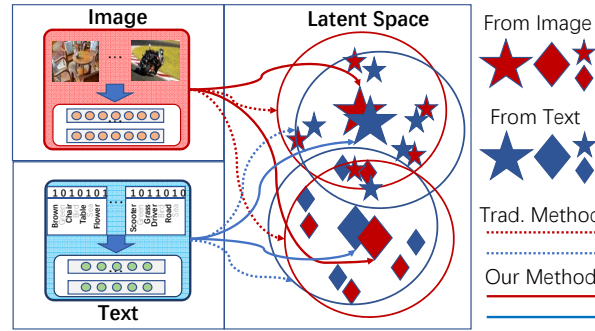 Image
...
Text
1 0 1 0 1 0 1
...
1 0 1 1 0 1 0
Brown
Chair
Table
Flower
Scooter
Grass
Driver
Road
...
Latent Space
From Image
From Text
Trad. Method
Our Method